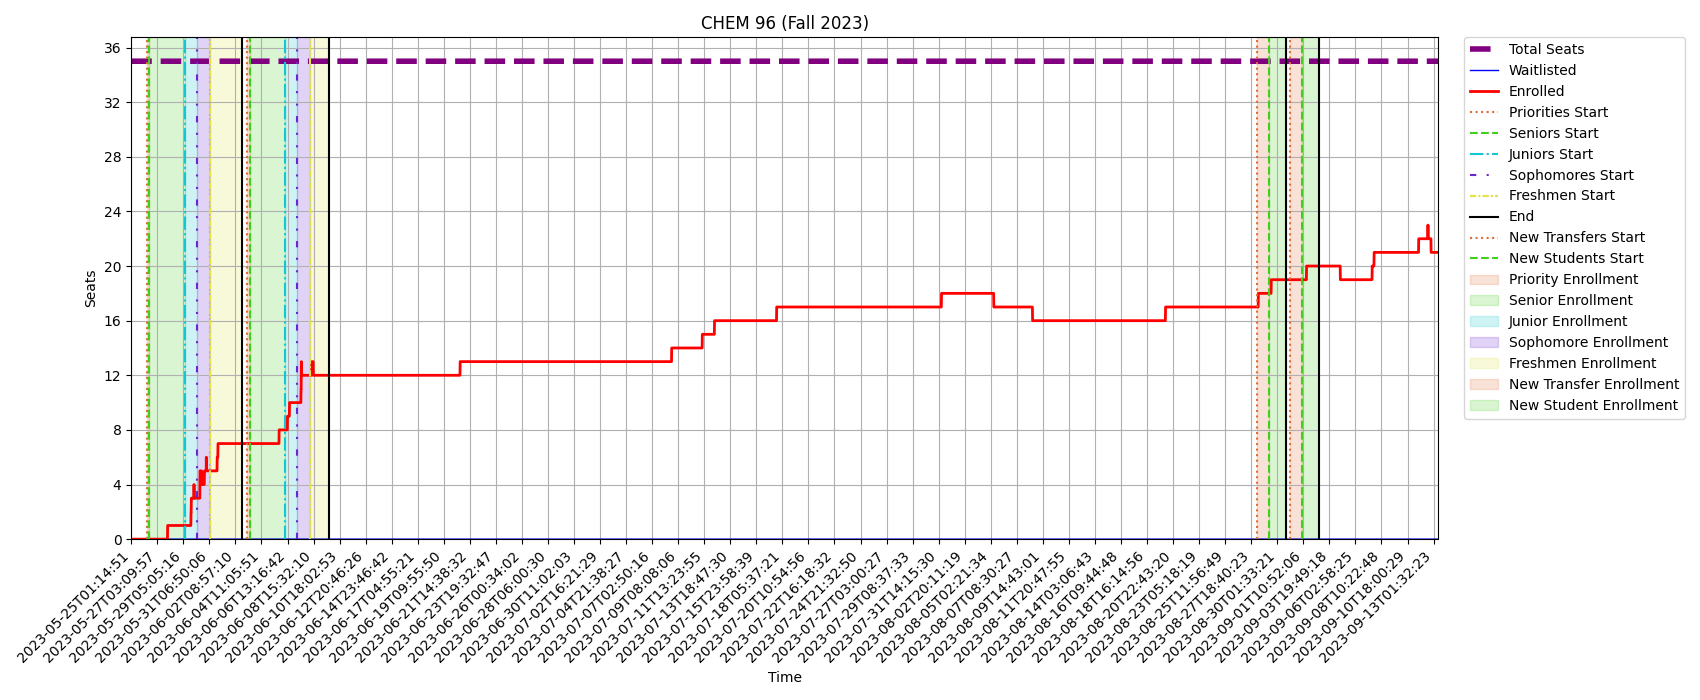 CHEM 96 (Fall 2023)
Seats
36
32
28
24
20
16
12
8
4
0
2023-05-25T01:14:51
2023-05-27T03:09:57
2023-05-29T05:05:16
2023-05-31T06:50:06
2023-06-02T08:57:10
2023-06-04T11:05:51
2023-06-06T13:16:42
2023-06-08T15:32:10
2023-06-10T18:02:53
2023-06-12T20:46:26
2023-06-14T23:46:42
2023-06-17T04:55:21
2023-06-19T09:55:50
2023-06-21T14:38:32
2023-06-23T19:32:47
2023-06-26T00:34:02
2023-06-28T06:00:30
2023-06-30T11:02:03
2023-07-02T16:21:29
2023-07-04T21:38:27
2023-07-07T02:50:16
2023-07-09T08:08:06
2023-07-11T13:23:55
2023-07-13T18:47:30
2023-07-15T23:58:39
2023-07-18T05:37:21
2023-07-20T10:54:56
2023-07-22T16:18:32
2023-07-24T21:32:50
2023-07-27T03:00:27
2023-07-29T08:37:33
2023-07-31T14:15:30
2023-08-02T20:11:19
2023-08-05T02:21:34
2023-08-07T08:30:27
2023-08-09T14:43:01
2023-08-11T20:47:55
2023-08-14T03:06:43
2023-08-16T09:44:48
2023-08-18T16:14:56
2023-08-20T22:43:20
2023-08-23T05:18:19
2023-08-25T11:56:49
2023-08-27T18:40:23
2023-08-30T01:33:21
2023-09-01T10:52:06
2023-09-03T19:49:18
2023-09-06T02:58:25
2023-09-08T10:22:48
2023-09-10T18:00:29
2023-09-13T01:32:23
Time
Total Seats
Waitlisted
Enrolled
Priorities Start
Seniors Start
Juniors Start
Sophomores Start
Freshmen Start
End
New Transfers Start
New Students Start
Priority Enrollment
Senior Enrollment
Junior Enrollment
Sophomore Enrollment
Freshmen Enrollment
New Transfer Enrollment
New Student Enrollment